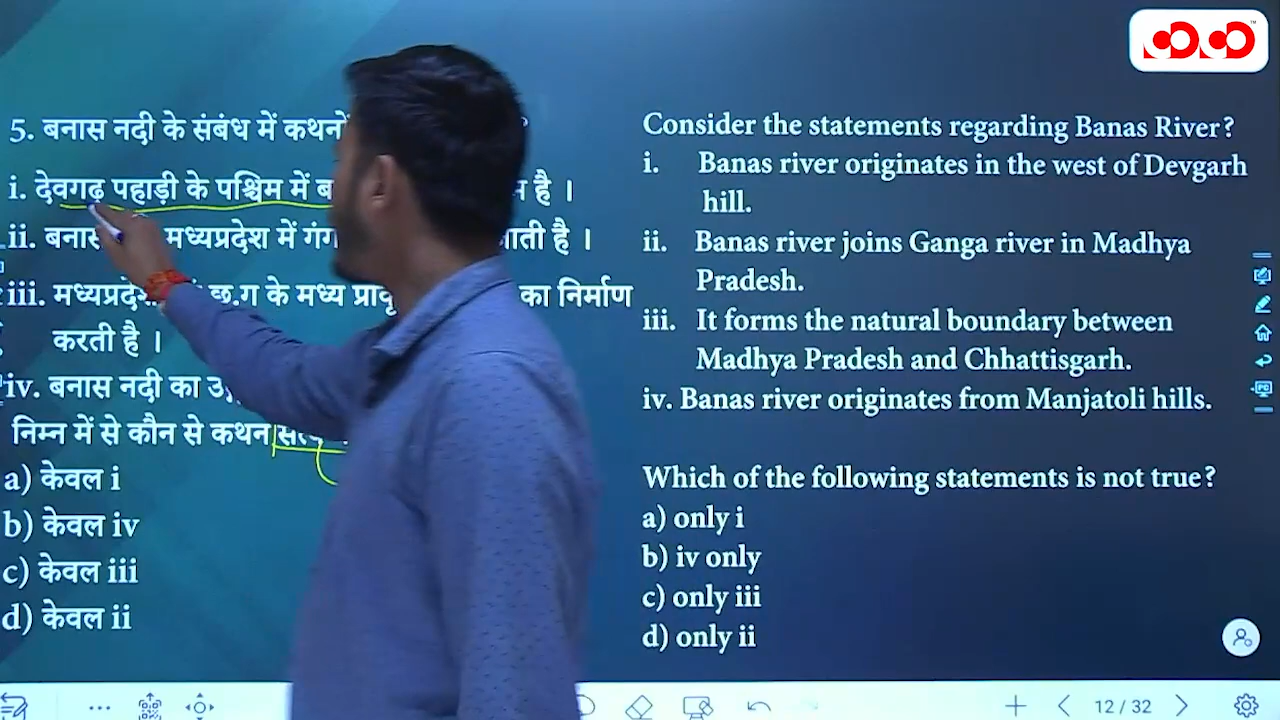 5. बनास नदी के संबंध में कथनों
i. देवगढ़ पहाड़ी के पश्चिम में है ।
ii. बनास मध्यप्रदेश में जाती है ।
iii. मध्यप्रदेश छ.ग के मध्य का निर्माण
करती है ।
iv. बनास नदी का
निम्न में से कौन से कथन सत्य
a) केवल i
b) केवल iv
c) केवल iii
d) केवल ii
Consider the statements regarding Banas River?
i. Banas river originates in the west of Devgarh
hill.
ii. Banas river joins Ganga river in Madhya
Pradesh.
iii. It forms the natural boundary between
Madhya Pradesh and Chhattisgarh.
iv. Banas river originates from Manjatoli hills.
Which of the following statements is not true?
a) only i
b) iv only
c) only iii
d) only ii
12 / 32